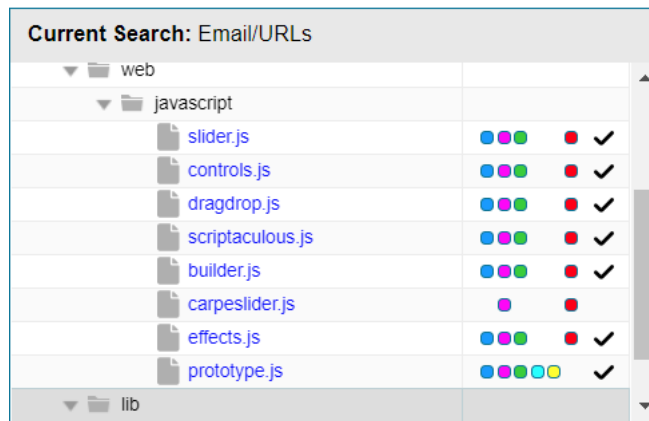 Current Search: Email/URLs
web
javascript
slider.js
controls.js
dragdrop.js
scriptaculous.js
builder.js
carpeslider.js
effects.js
prototype.js
lib